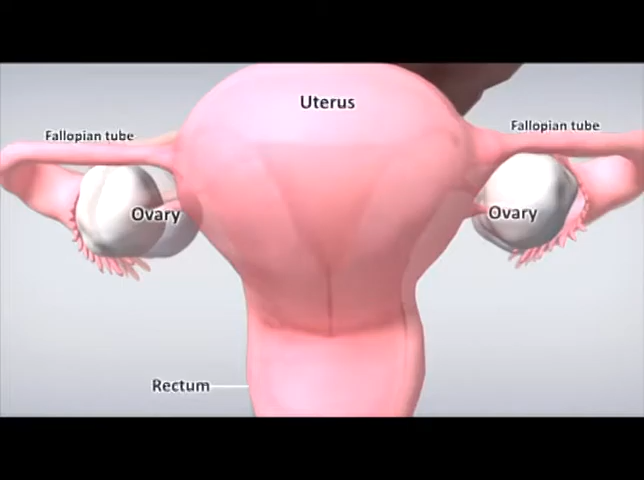 Uterus
Fallopian tube
Fallopian tube
Ovary
Ovary
Rectum